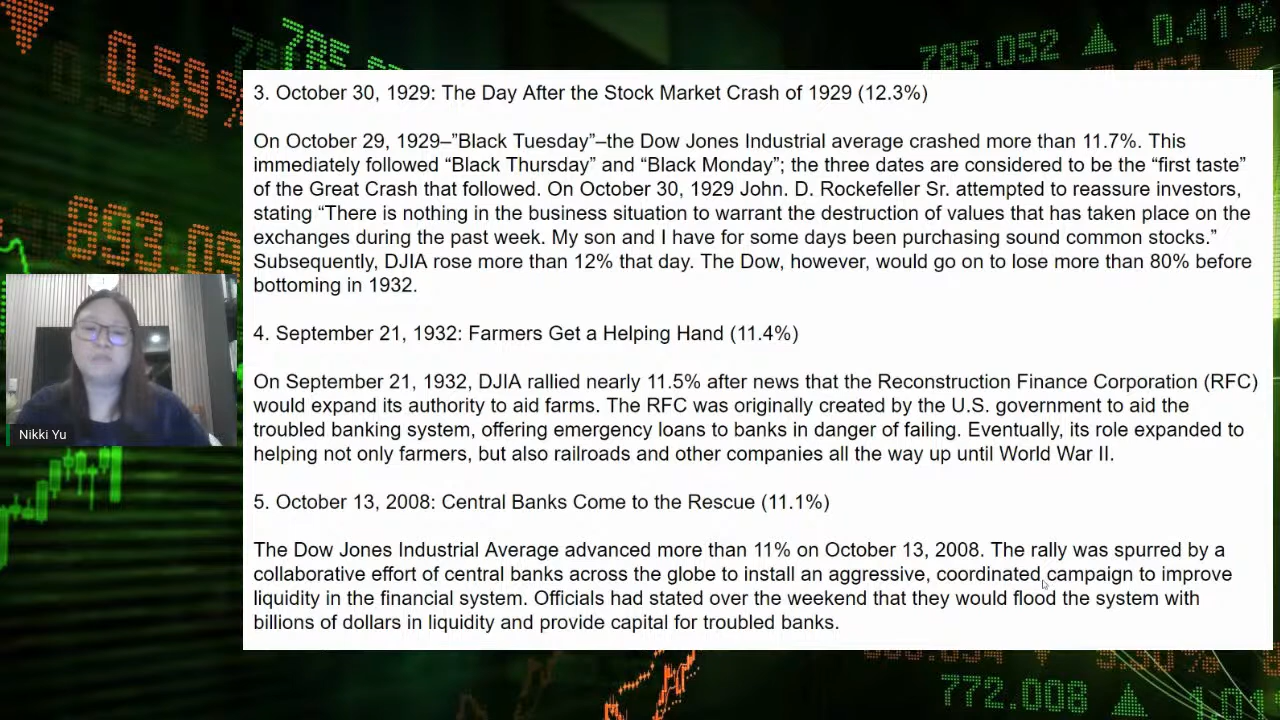 0.59%
785
785.052 ▲ 0.41%
893.09
3. October 30, 1929: The Day After the Stock Market Crash of 1929 (12.3%)
On October 29, 1929–”Black Tuesday”–the Dow Jones Industrial average crashed more than 11.7%. This
immediately followed “Black Thursday” and “Black Monday”; the three dates are considered to be the “first taste”
of the Great Crash that followed. On October 30, 1929 John. D. Rockefeller Sr. attempted to reassure investors,
stating “There is nothing in the business situation to warrant the destruction of values that has taken place on the
exchanges during the past week. My son and I have for some days been purchasing sound common stocks.”
Subsequently, DJIA rose more than 12% that day. The Dow, however, would go on to lose more than 80% before
bottoming in 1932.
4. September 21, 1932: Farmers Get a Helping Hand (11.4%)
On September 21, 1932, DJIA rallied nearly 11.5% after news that the Reconstruction Finance Corporation (RFC)
would expand its authority to aid farms. The RFC was originally created by the U.S. government to aid the
troubled banking system, offering emergency loans to banks in danger of failing. Eventually, its role expanded to
helping not only farmers, but also railroads and other companies all the way up until World War II.
5. October 13, 2008: Central Banks Come to the Rescue (11.1%)
The Dow Jones Industrial Average advanced more than 11% on October 13, 2008. The rally was spurred by a
collaborative effort of central banks across the globe to install an aggressive, coordinated campaign to improve
liquidity in the financial system. Officials had stated over the weekend that they would flood the system with
billions of dollars in liquidity and provide capital for troubled banks.
Nikki Yu
772.008 ▲ 1.01